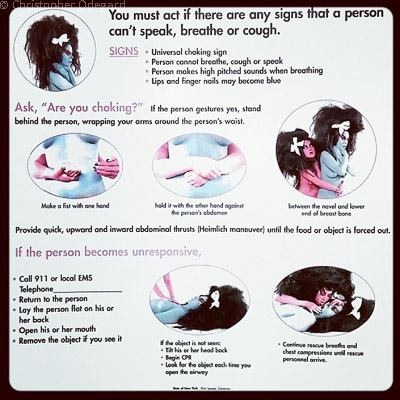 © Christopher Odegard
You must act if there are any signs that a person
can't speak, breathe or cough.
SIGNS • Universal choking sign
• Person cannot breathe, cough or speak
• Person makes high pitched sounds when breathing
• Lips and finger nails may become blue
Ask, "Are you choking?" If the person gestures yes, stand
behind the person, wrapping your arms around the person's waist.
Make a fist with one hand
hold it with the other hand against
the person's abdomen
between the navel and lower
end of breast bone
Provide quick, upward and inward abdominal thrusts (Heimlich maneuver) until the food or object is forced out.
If the person becomes unresponsive,
• Call 911 or local EMS
Telephone
• Return to the person
• Lay the person flat on his or
her back
• Open his or her mouth
• Remove the object if you see it
If the object is not seen:
• Tilt his or her head back
• Begin CPR
• Look for the object each time you
open the airway
• Continue rescue breaths and
chest compressions until rescue
personnel arrive.
State of New York